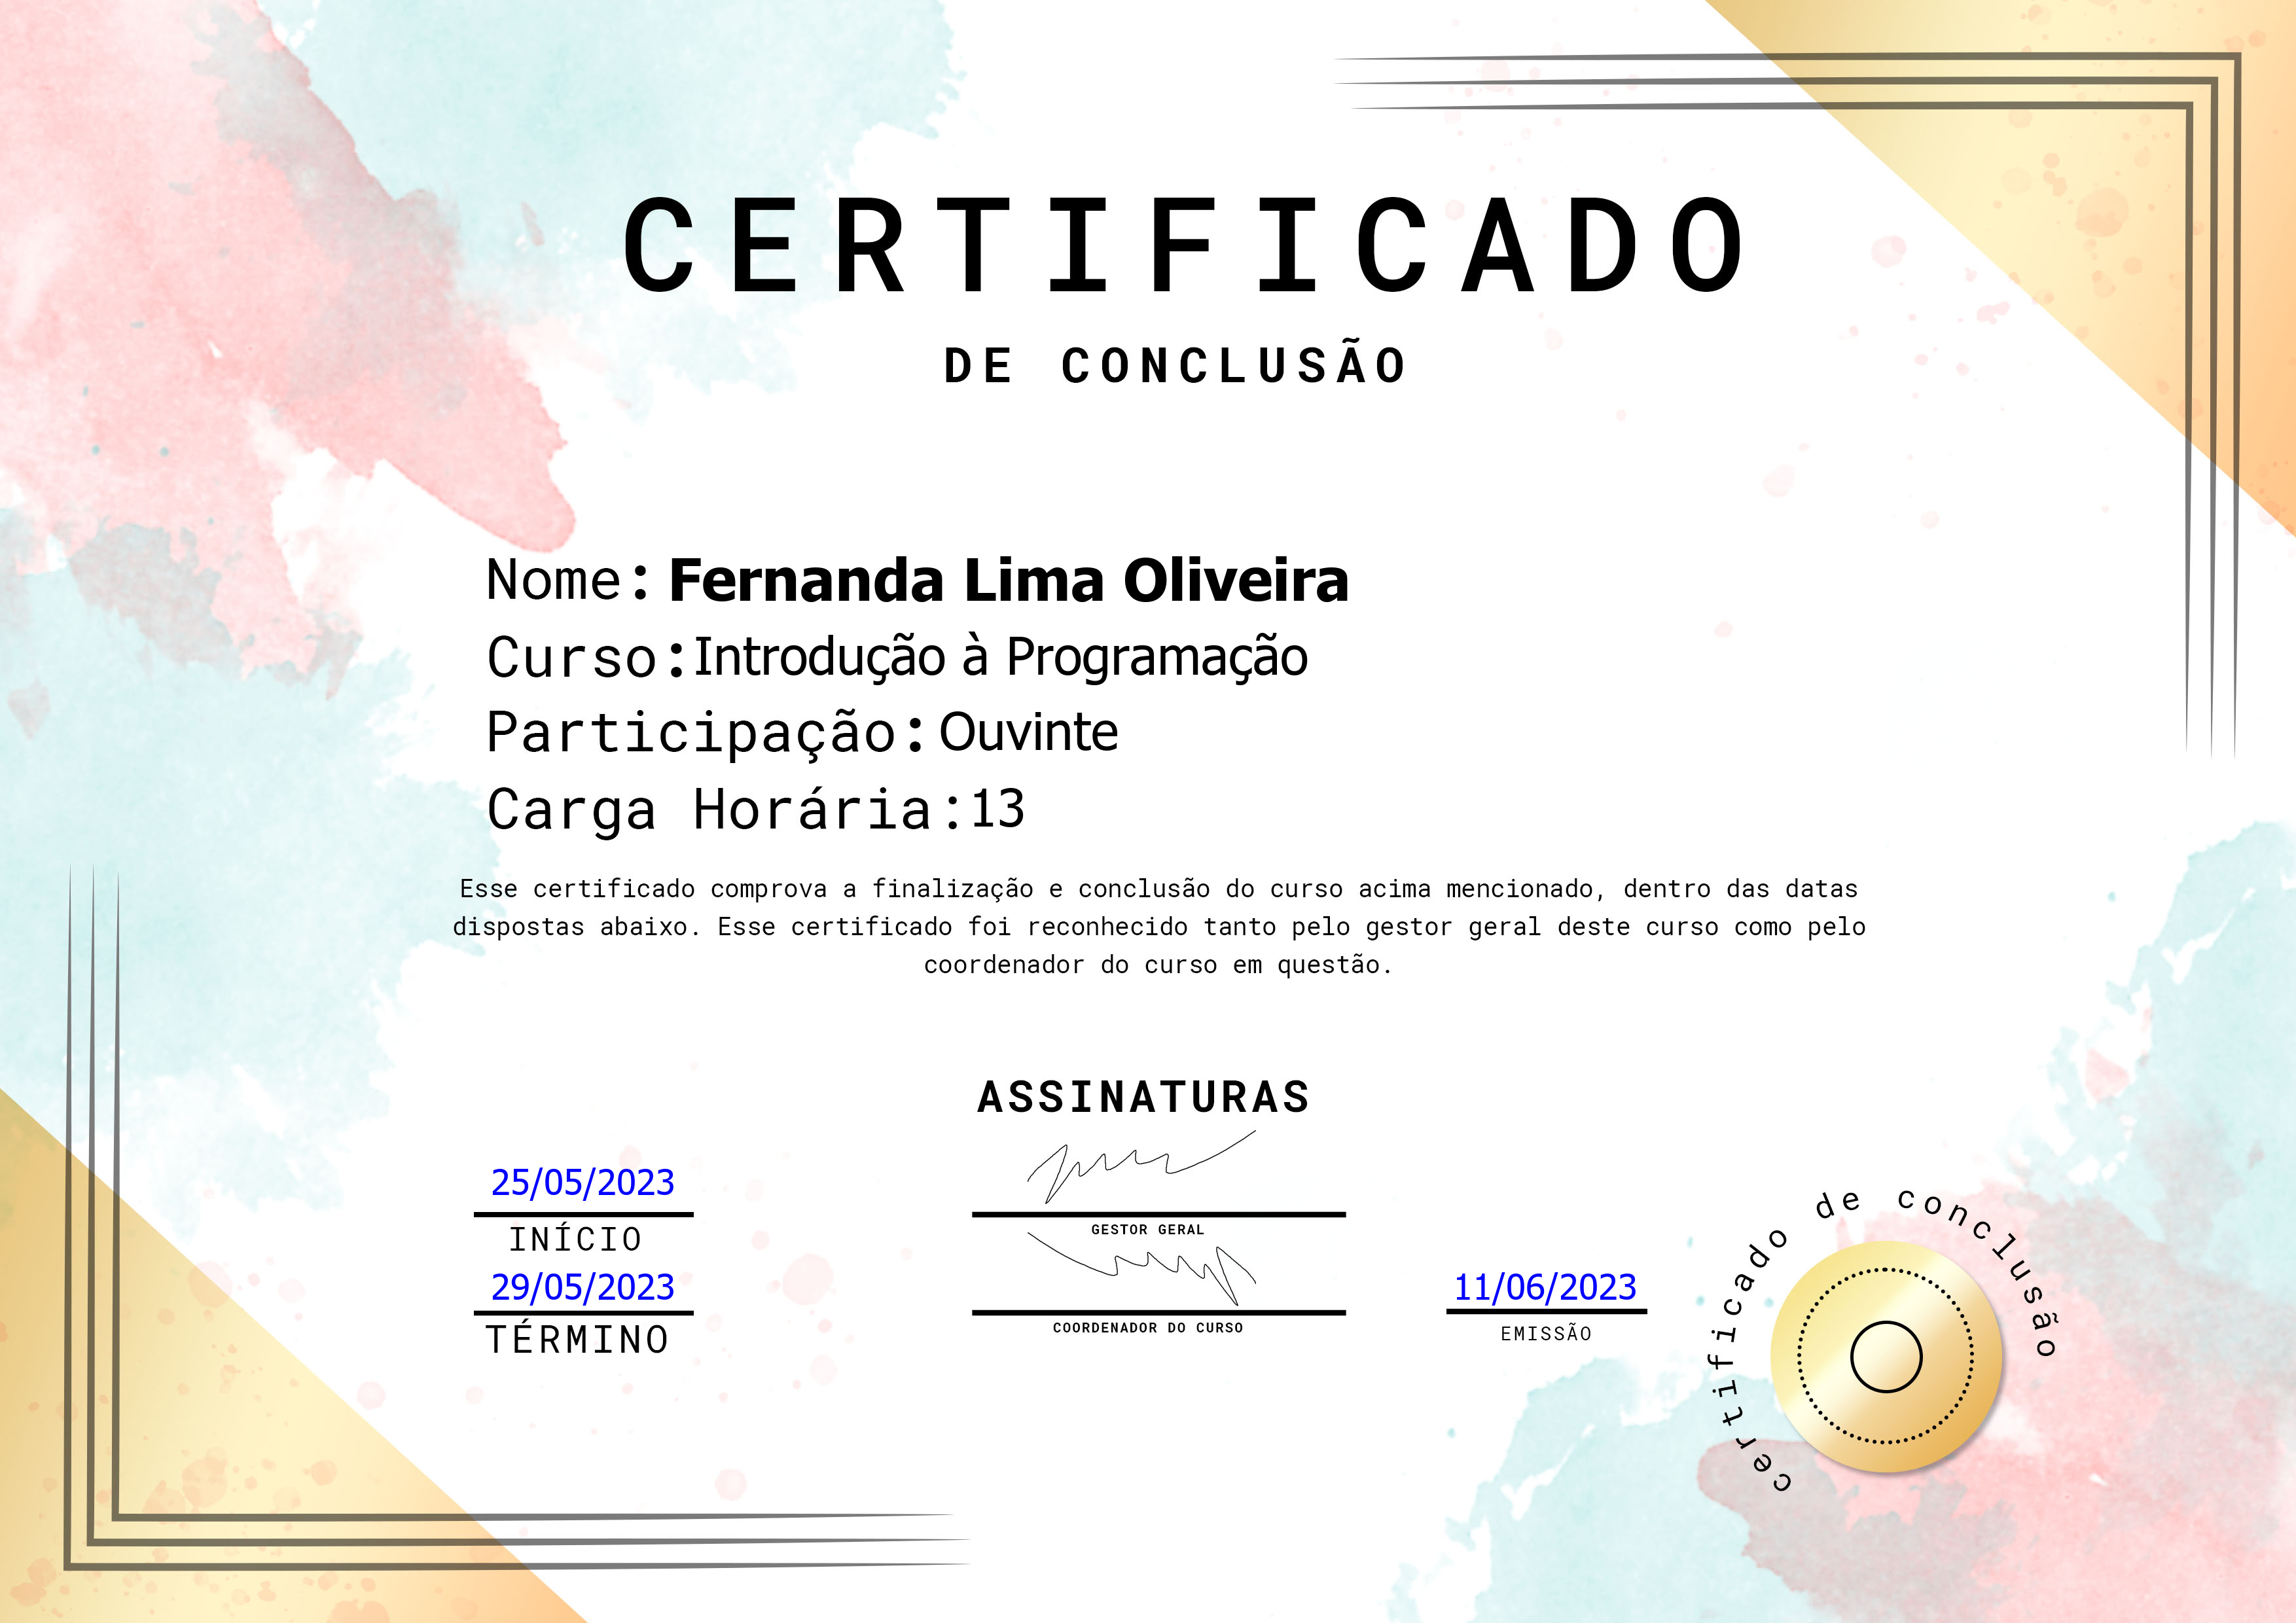 CERTIFICADO
DE CONCLUSÃO
Nome: Fernanda Lima Oliveira
Curso:Introdução à Programação
Participação: Ouvinte
Carga Horária:13
Esse certificado comprova a finalização e conclusão do curso acima mencionado, dentro das datas
dispostas abaixo. Esse certificado foi reconhecido tanto pelo gestor geral deste curso como pelo
coordenador do curso em questão.
ASSINATURAS
25/05/2023
INÍCIO
GESTOR GERAL
29/05/2023
TÉRMINO
COORDENADOR DO CURSO
11/06/2023
EMISSÃO
certificado de conclusão